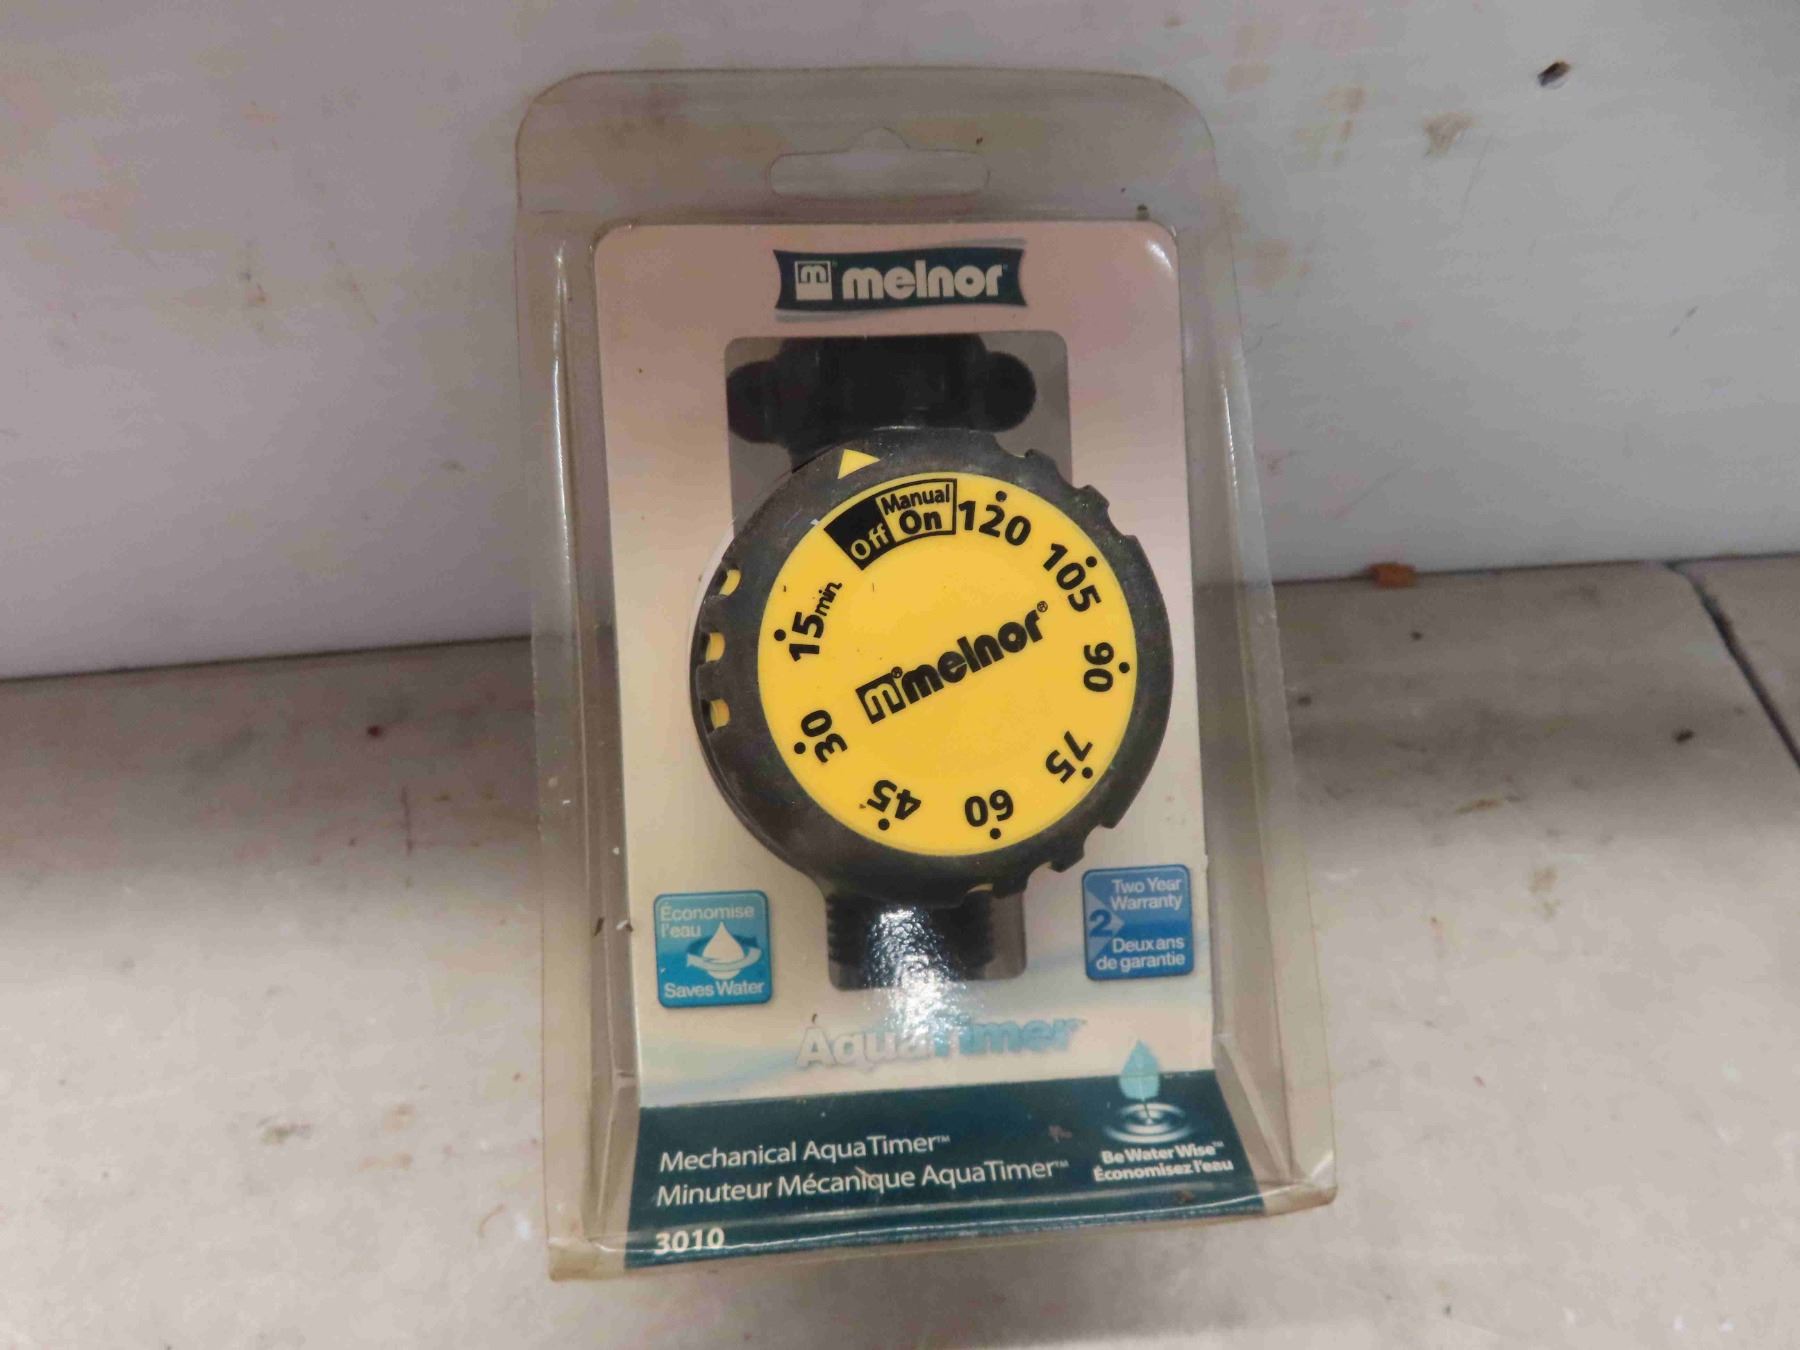 m melnor
Off
Manual
On
120
105
90
75
60
45
30
15min
m® melnor®
Économise
l'eau
Saves Water
Two Year
Warranty
2
Deux ans
de garantie
AquaTimer™
Mechanical AquaTimer™
Minuteur Mécanique AquaTimer™
3010
Be Water Wise™
Économisez l'eau